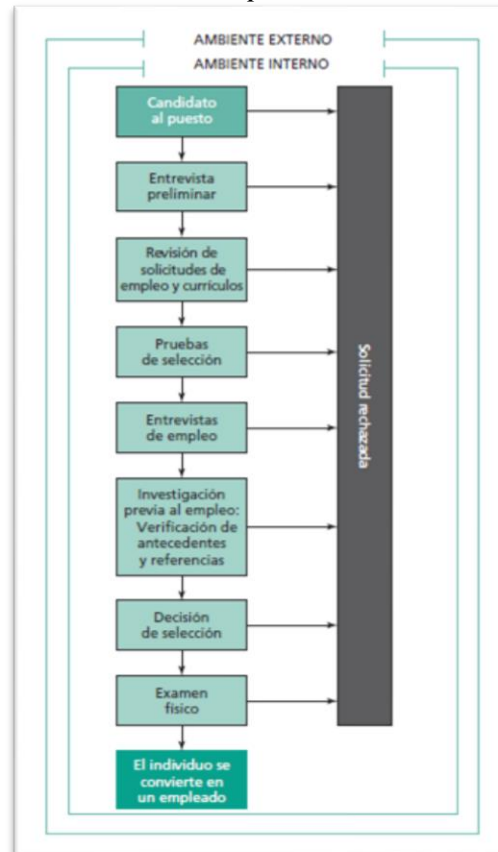 AMBIENTE EXTERNO
AMBIENTE INTERNO
Candidato
al puesto
Entrevista
preliminar
Revisión de
solicitudes de
empleo y currículos
Pruebas
de selección
Entrevistas
de empleo
Investigación
previa al empleo:
Verificación de
antecedentes
y referencias
Decisión
de selección
Examen
físico
El individuo se
convierte en
un empleado
Solicitud rechazada